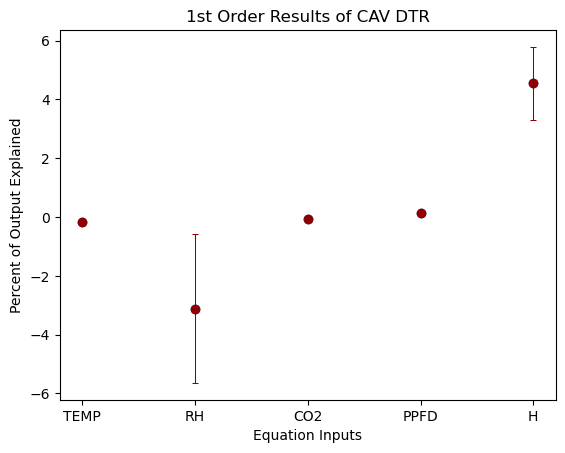 1st Order Results of CAV DTR
Percent of Output Explained
6
4
2
0
−2
−4
−6
TEMP RH CO2 PPFD H
Equation Inputs